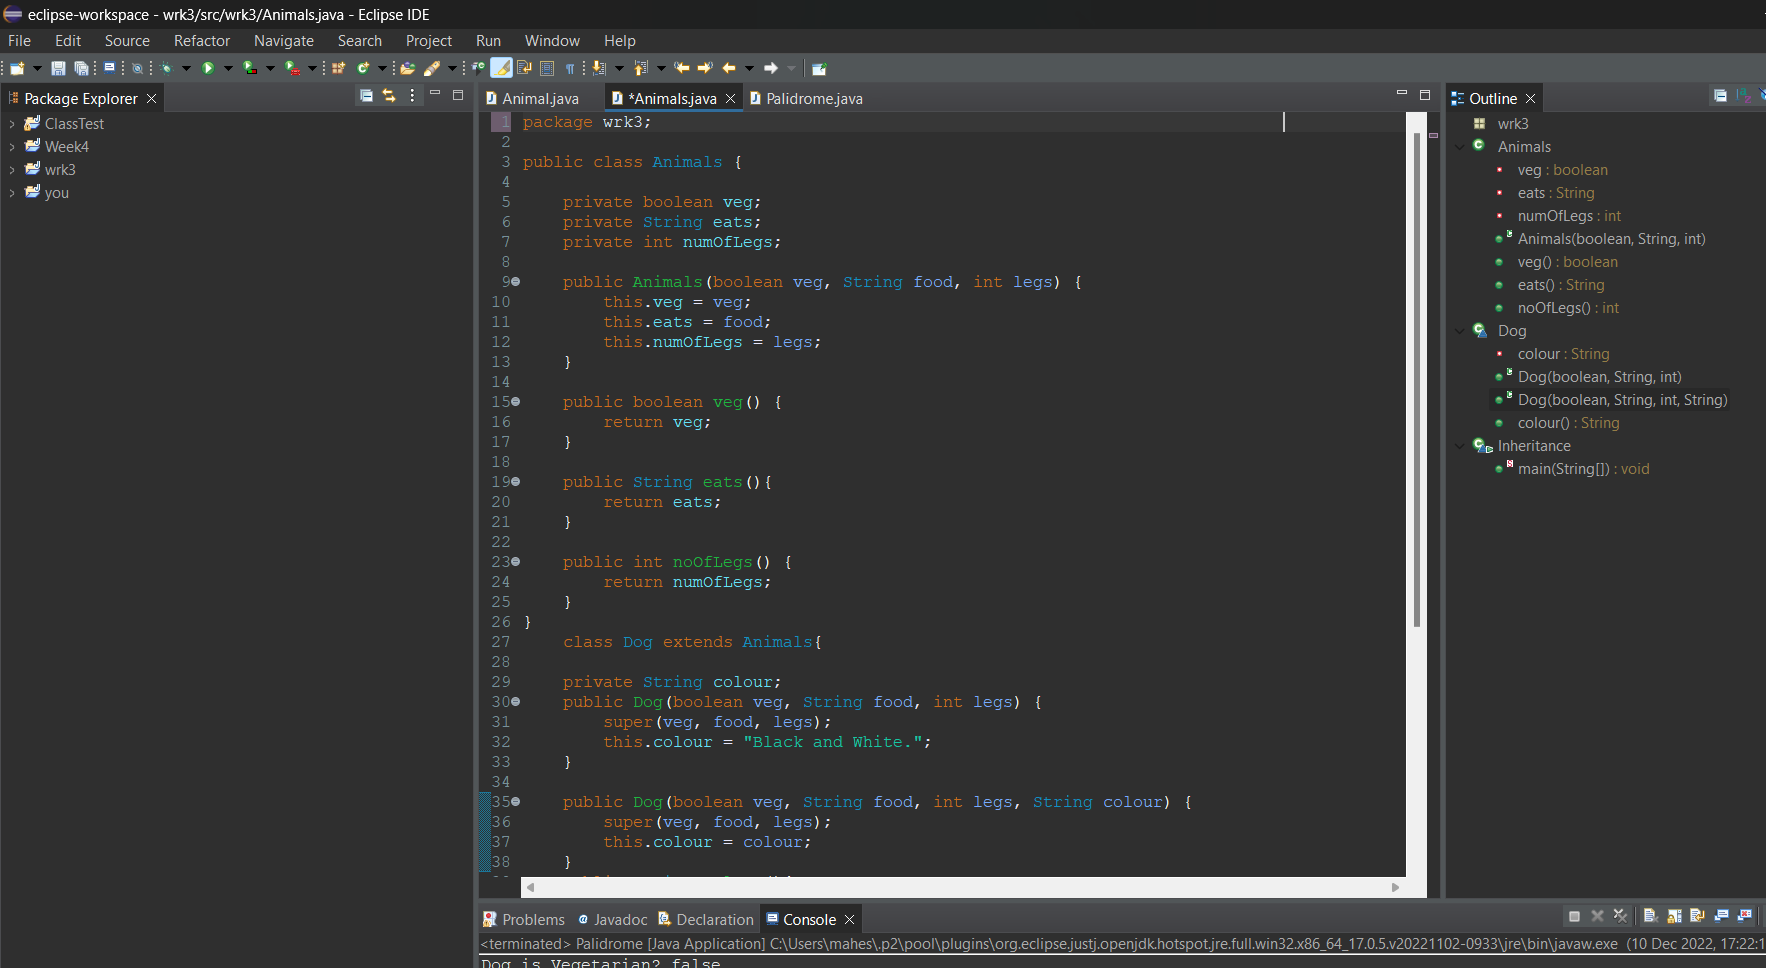 eclipse-workspace - wrk3/src/wrk3/Animals.java - Eclipse IDE
File Edit Source Refactor Navigate Search Project Run Window Help
Package Explorer
ClassTest
Week4
wrk3
you
Animal.java *Animals.java Palidrome.java
1 package wrk3;
2
3 public class Animals {
4
5 private boolean veg;
6 private String eats;
7 private int numOfLegs;
8
9 public Animals(boolean veg, String food, int legs) {
10 this.veg = veg;
11 this.eats = food;
12 this.numOfLegs = legs;
13 }
14
15 public boolean veg() {
16 return veg;
17 }
18
19 public String eats(){
20 return eats;
21 }
22
23 public int noOfLegs() {
24 return numOfLegs;
25 }
26 }
27 class Dog extends Animals{
28
29 private String colour;
30 public Dog(boolean veg, String food, int legs) {
31 super(veg, food, legs);
32 this.colour = "Black and White.";
33 }
34
35 public Dog(boolean veg, String food, int legs, String colour) {
36 super(veg, food, legs);
37 this.colour = colour;
38 }
Outline
wrk3
Animals
veg : boolean
eats : String
numOfLegs : int
Animals(boolean, String, int)
veg() : boolean
eats() : String
noOfLegs() : int
Dog
colour : String
Dog(boolean, String, int)
Dog(boolean, String, int, String)
colour() : String
Inheritance
main(String[]) : void
Problems Javadoc Declaration Console
<terminated> Palidrome [Java Application] C:\Users\mahes\.p2\pool\plugins\org.eclipse.justj.openjdk.hotspot.jre.full.win32.x86_64_17.0.5.v20221102-0933\jre\bin\javaw.exe (10 Dec 2022, 17:22:1
Dog is Vegetarian? false